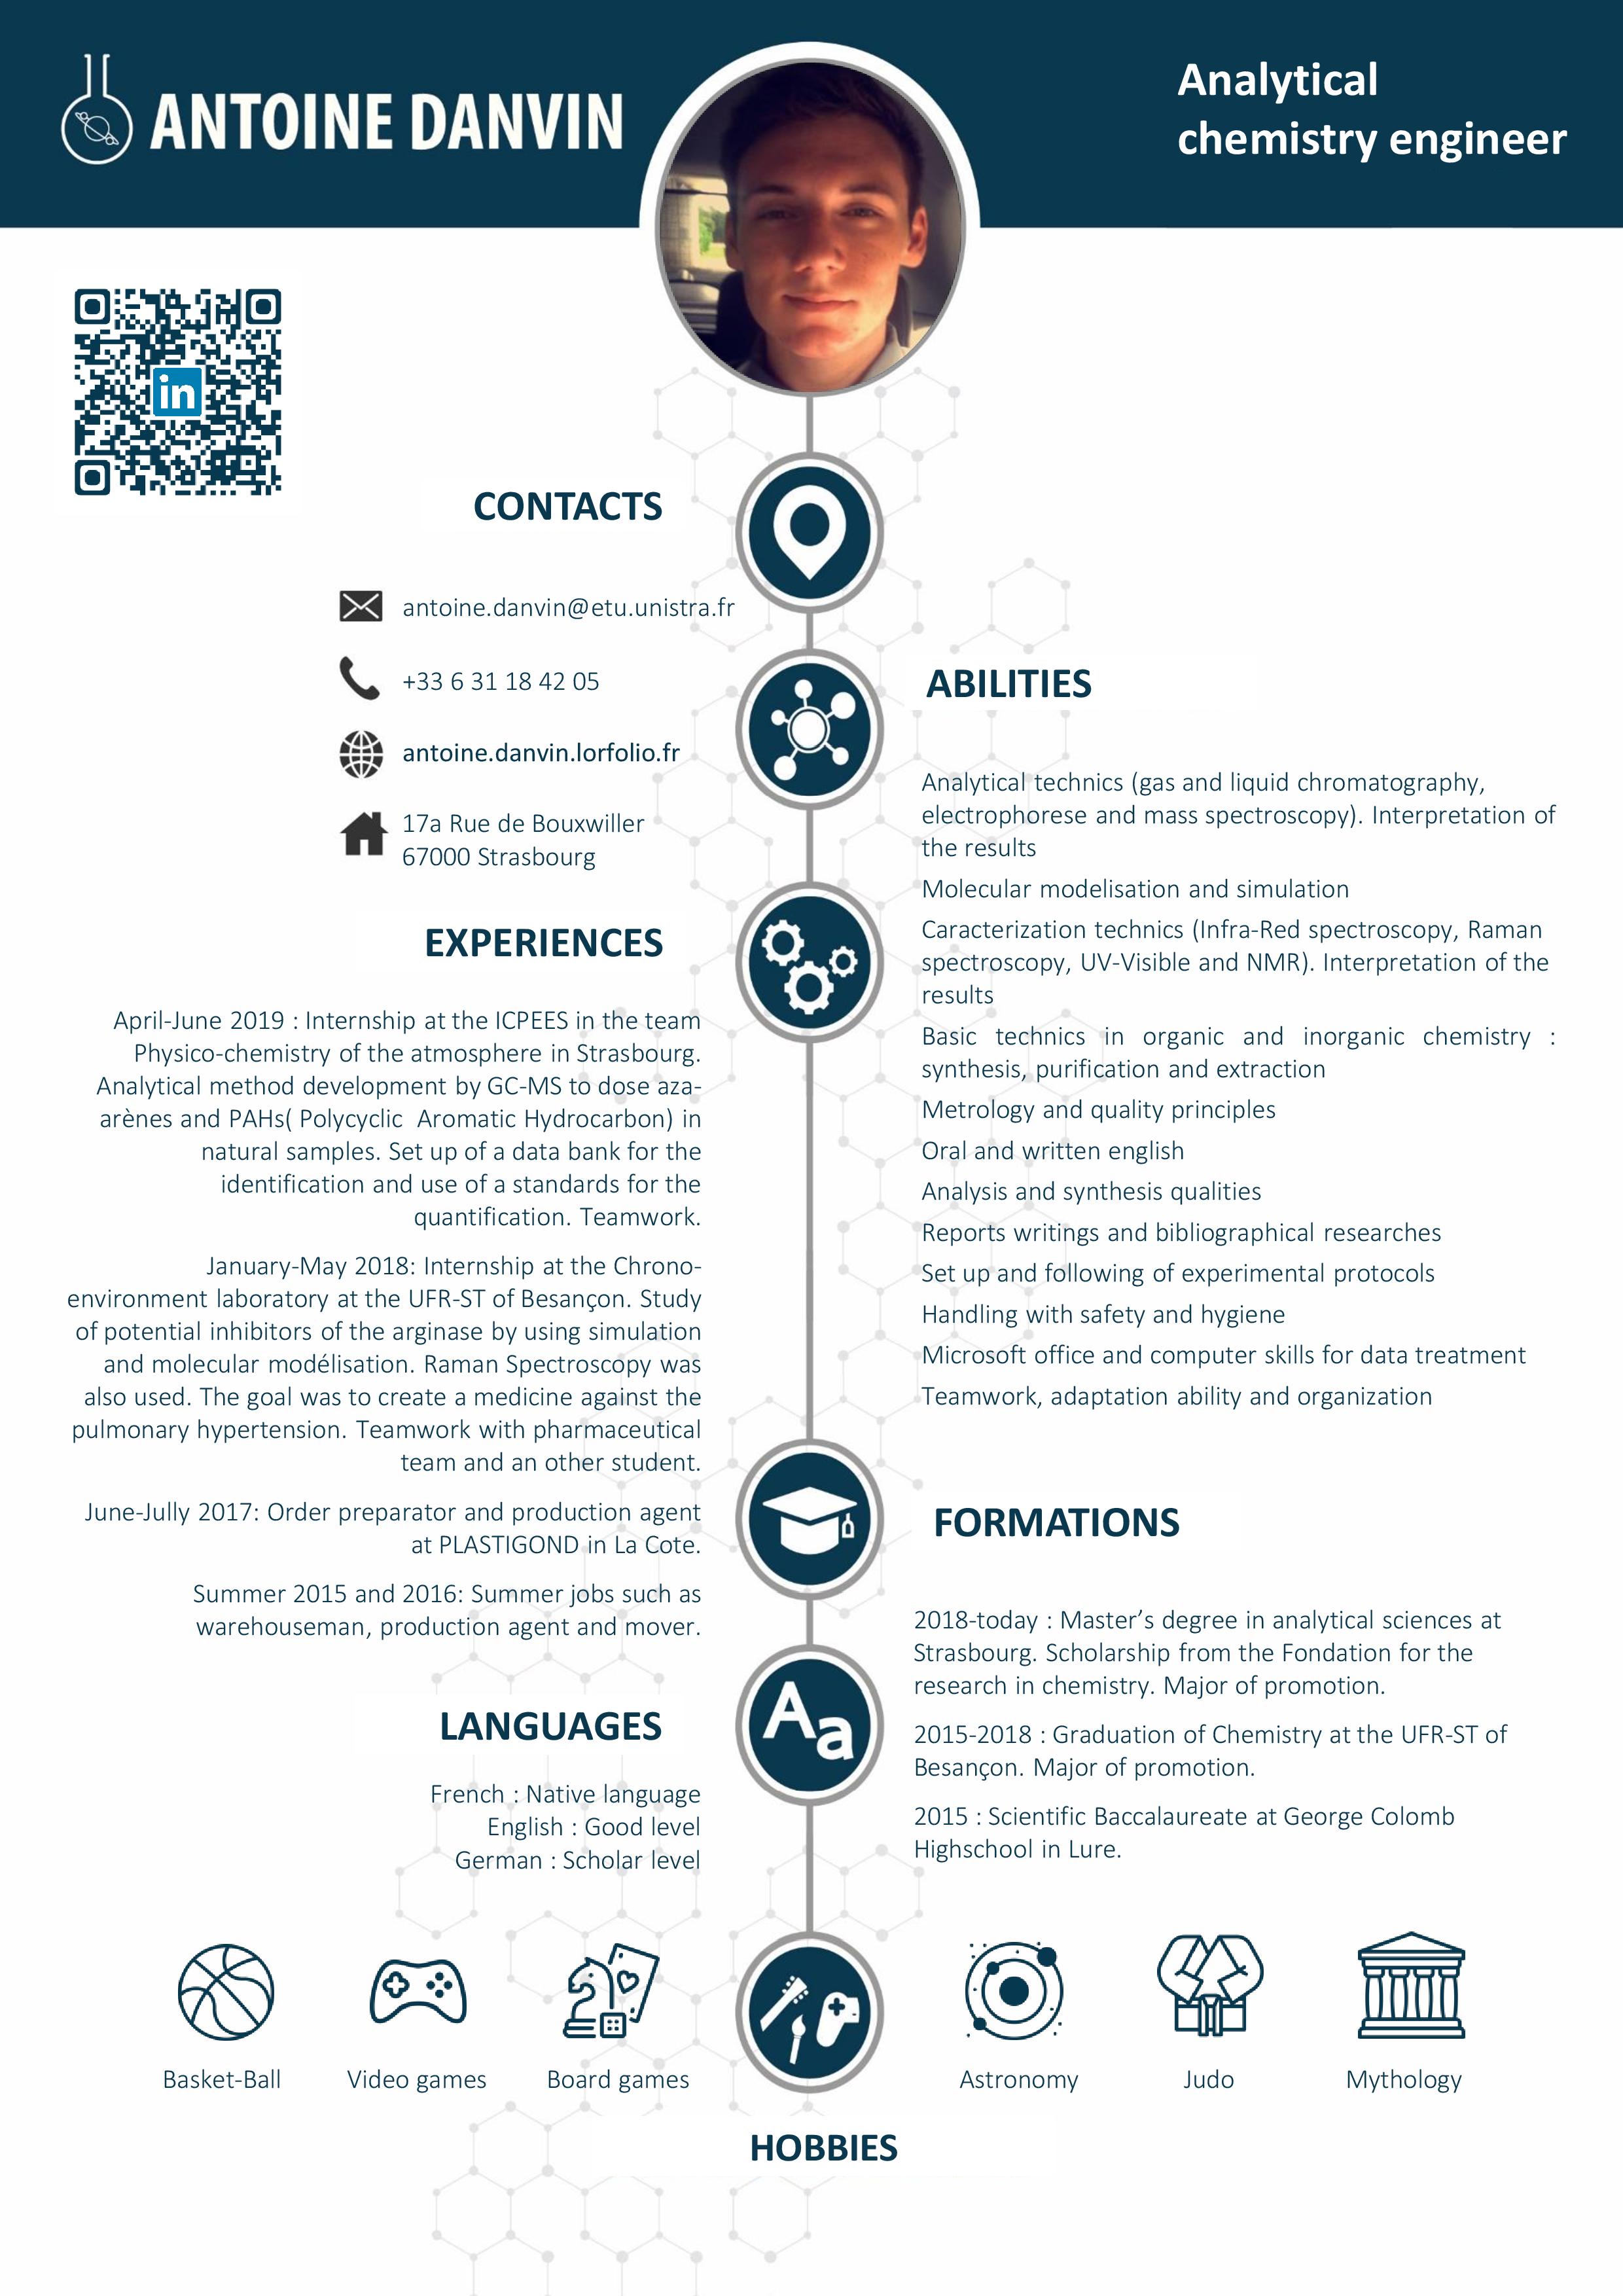 ANTOINE DANVIN
Analytical
chemistry engineer
in
CONTACTS
antoine.danvin@etu.unistra.fr
+33 6 31 18 42 05
antoine.danvin.lorfolio.fr
17a Rue de Bouxwiller
67000 Strasbourg
EXPERIENCES
April-June 2019 : Internship at the ICPEES in the team
Physico-chemistry of the atmosphere in Strasbourg.
Analytical method development by GC-MS to dose aza-
arènes and PAHs( Polycyclic Aromatic Hydrocarbon) in
natural samples. Set up of a data bank for the
identification and use of a standards for the
quantification. Teamwork.
January-May 2018: Internship at the Chrono-
environment laboratory at the UFR-ST of Besançon. Study
of potential inhibitors of the arginase by using simulation
and molecular modélisation. Raman Spectroscopy was
also used. The goal was to create a medicine against the
pulmonary hypertension. Teamwork with pharmaceutical
team and an other student.
June-Jully 2017: Order preparator and production agent
at PLASTIGOND in La Cote.
Summer 2015 and 2016: Summer jobs such as
warehouseman, production agent and mover.
LANGUAGES
French : Native language
English : Good level
German : Scholar level
ABILITIES
Analytical technics (gas and liquid chromatography,
electrophorese and mass spectroscopy). Interpretation of
the results
Molecular modelisation and simulation
Caracterization technics (Infra-Red spectroscopy, Raman
spectroscopy, UV-Visible and NMR). Interpretation of the
results
Basic technics in organic and inorganic chemistry :
synthesis, purification and extraction
Metrology and quality principles
Oral and written english
Analysis and synthesis qualities
Reports writings and bibliographical researches
Set up and following of experimental protocols
Handling with safety and hygiene
Microsoft office and computer skills for data treatment
Teamwork, adaptation ability and organization
FORMATIONS
2018-today : Master’s degree in analytical sciences at
Strasbourg. Scholarship from the Fondation for the
research in chemistry. Major of promotion.
2015-2018 : Graduation of Chemistry at the UFR-ST of
Besançon. Major of promotion.
2015 : Scientific Baccalaureate at George Colomb
Highschool in Lure.
Aa
Basket-Ball
Video games
Board games
Astronomy
Judo
Mythology
HOBBIES